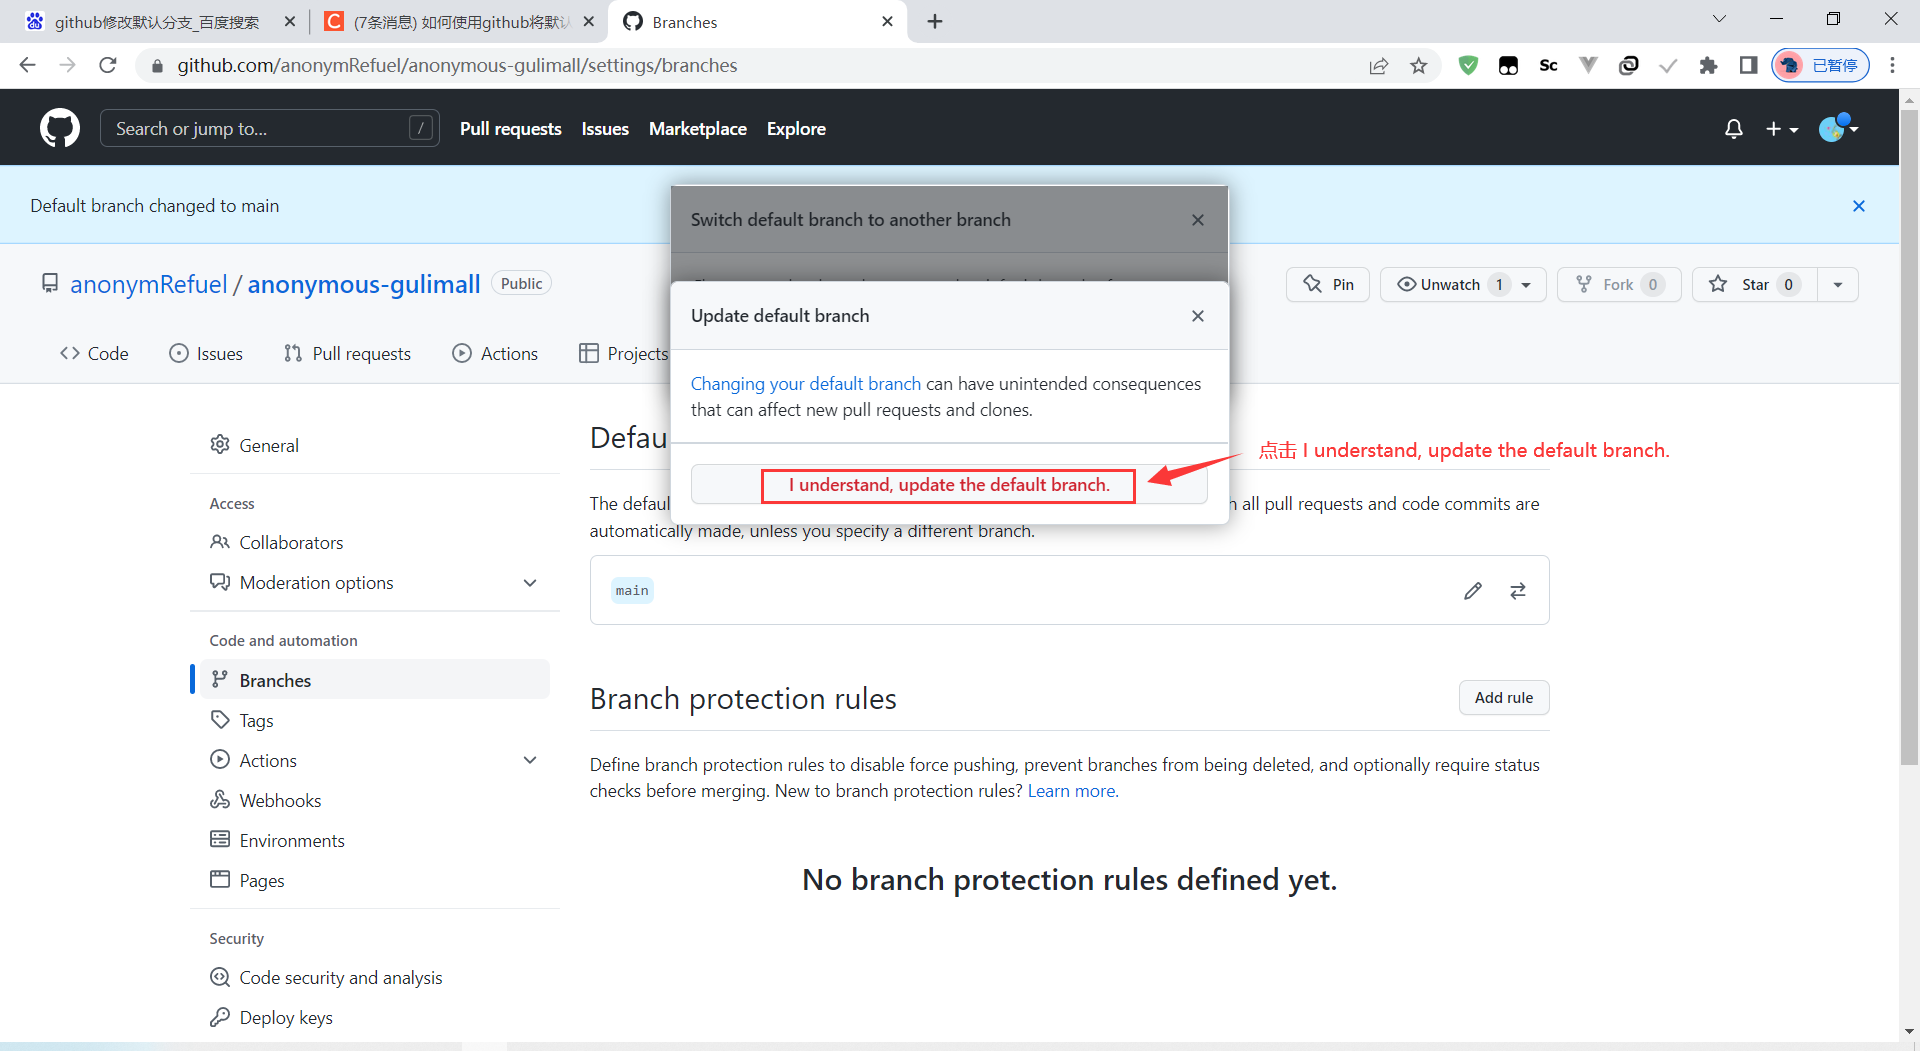 github修改默认分支_百度搜索
(7条消息) 如何使用github将默认
Branches
github.com/anonymRefuel/anonymous-gulimall/settings/branches
Sc
已暂停
Search or jump to...
/
Pull requests
Issues
Marketplace
Explore
Default branch changed to main
Switch default branch to another branch
anonymRefuel / anonymous-gulimall
Public
Pin
Unwatch 1
Fork 0
Star 0
Code
Issues
Pull requests
Actions
Projects
Update default branch
Changing your default branch can have unintended consequences
that can affect new pull requests and clones.
I understand, update the default branch.
点击 I understand, update the default branch.
General
Access
Collaborators
Moderation options
Code and automation
Branches
Tags
Actions
Webhooks
Environments
Pages
Security
Code security and analysis
Deploy keys
Defau
The defaul
h all pull requests and code commits are
automatically made, unless you specify a different branch.
main
Branch protection rules
Add rule
Define branch protection rules to disable force pushing, prevent branches from being deleted, and optionally require status
checks before merging. New to branch protection rules? Learn more.
No branch protection rules defined yet.